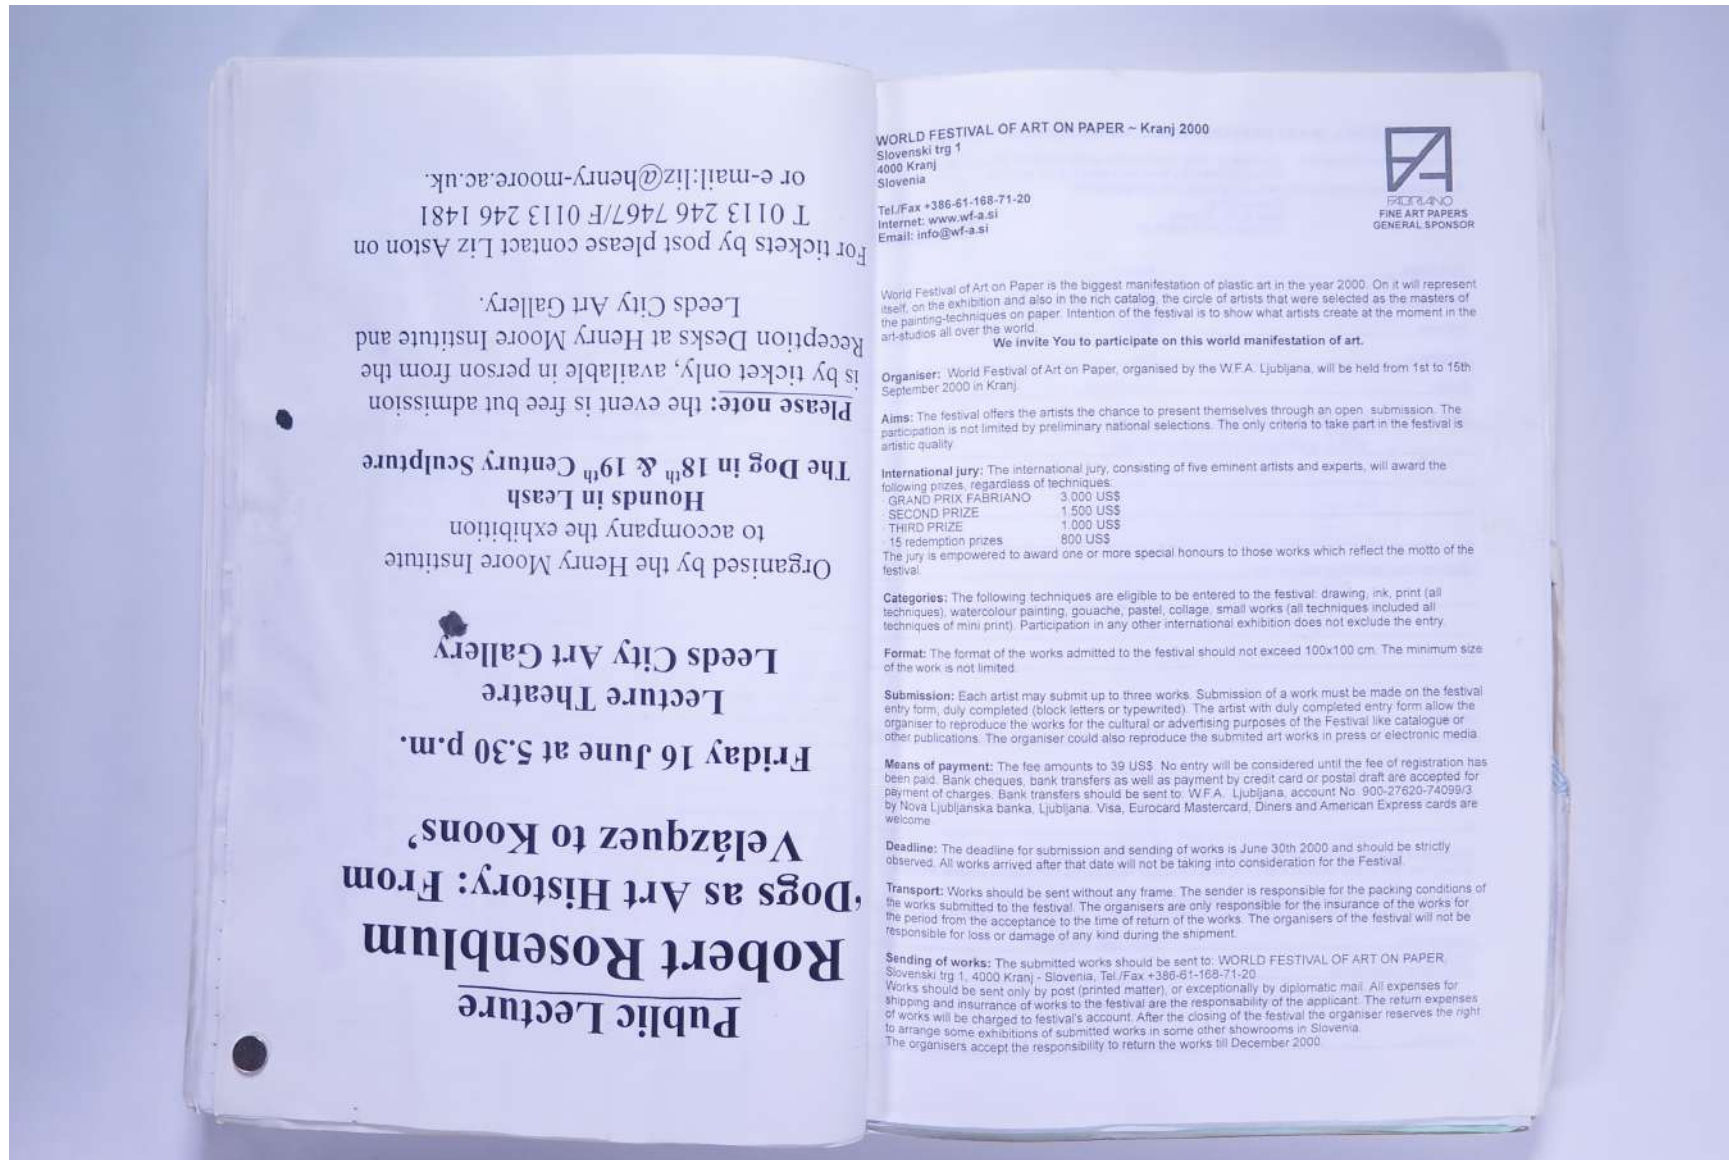 Public Lecture
Robert Rosenblum
‘Dogs as Art History: From
Velázquez to Koons’
Friday 16 June at 5.30 p.m.
Lecture Theatre
Leeds City Art Gallery
Organised by the Henry Moore Institute
to accompany the exhibition
Hounds in Leash
The Dog in 18th & 19th Century Sculpture
Please note: the event is free but admission
is by ticket only, available in person from the
Reception Desks at Henry Moore Institute and
Leeds City Art Gallery.
For tickets by post please contact Liz Aston on
T 0113 246 7467/F 0113 246 1481
or e-mail:liz@henry-moore.ac.uk.
WORLD FESTIVAL OF ART ON PAPER ~ Kranj 2000
Slovenski trg 1
4000 Kranj
Slovenia
Tel./Fax +386-61-168-71-20
Internet: www.wf-a.si
Email: info@wf-a.si
FABRIANO
FINE ART PAPERS
GENERAL SPONSOR
World Festival of Art on Paper is the biggest manifestation of plastic art in the year 2000. On it will represent
itself, on the exhibition and also in the rich catalog, the circle of artists that were selected as the masters of
the painting-techniques on paper. Intention of the festival is to show what artists create at the moment in the
art-studios all over the world.
We invite You to participate on this world manifestation of art.
Organiser: World Festival of Art on Paper, organised by the W.F.A. Ljubljana, will be held from 1st to 15th
September 2000 in Kranj.
Aims: The festival offers the artists the chance to present themselves through an open submission. The
participation is not limited by preliminary national selections. The only criteria to take part in the festival is
artistic quality.
International jury: The international jury, consisting of five eminent artists and experts, will award the
following prizes, regardless of techniques:
- GRAND PRIX FABRIANO 3.000 US$
- SECOND PRIZE 1.500 US$
- THIRD PRIZE 1.000 US$
- 15 redemption prizes 800 US$
The jury is empowered to award one or more special honours to those works which reflect the motto of the
festival.
Categories: The following techniques are eligible to be entered to the festival: drawing, ink, print (all
techniques), watercolour painting, gouache, pastel, collage, small works (all techniques included all
techniques of mini print). Participation in any other international exhibition does not exclude the entry.
Format: The format of the works admitted to the festival should not exceed 100x100 cm. The minimum size
of the work is not limited.
Submission: Each artist may submit up to three works. Submission of a work must be made on the festival
entry form, duly completed (block letters or typewrited). The artist with duly completed entry form allow the
organiser to reproduce the works for the cultural or advertising purposes of the Festival like catalogue or
other publications. The organiser could also reproduce the submited art works in press or electronic media.
Means of payment: The fee amounts to 39 US$. No entry will be considered until the fee of registration has
been paid. Bank cheques, bank transfers as well as payment by credit card or postal draft are accepted for
payment of charges. Bank transfers should be sent to: W.F.A. Ljubljana, account No. 900-27620-74099/3
by Nova Ljubljanska banka, Ljubljana. Visa, Eurocard Mastercard, Diners and American Express cards are
welcome.
Deadline: The deadline for submission and sending of works is June 30th 2000 and should be strictly
observed. All works arrived after that date will not be taking into consideration for the Festival.
Transport: Works should be sent without any frame. The sender is responsible for the packing conditions of
the works submitted to the festival. The organisers are only responsible for the insurance of the works for
the period from the acceptance to the time of return of the works. The organisers of the festival will not be
responsible for loss or damage of any kind during the shipment.
Sending of works: The submitted works should be sent to: WORLD FESTIVAL OF ART ON PAPER,
Slovenski trg 1, 4000 Kranj - Slovenia, Tel./Fax +386-61-168-71-20
Works should be sent only by post (printed matter), or exceptionally by diplomatic mail. All expenses for
shipping and insurrance of works to the festival are the responsability of the applicant. The return expenses
of works will be charged to festival's account. After the closing of the festival the organiser reserves the right
to arrange some exhibitions of submitted works in some other showrooms in Slovenia.
The organisers accept the responsibility to return the works till December 2000.